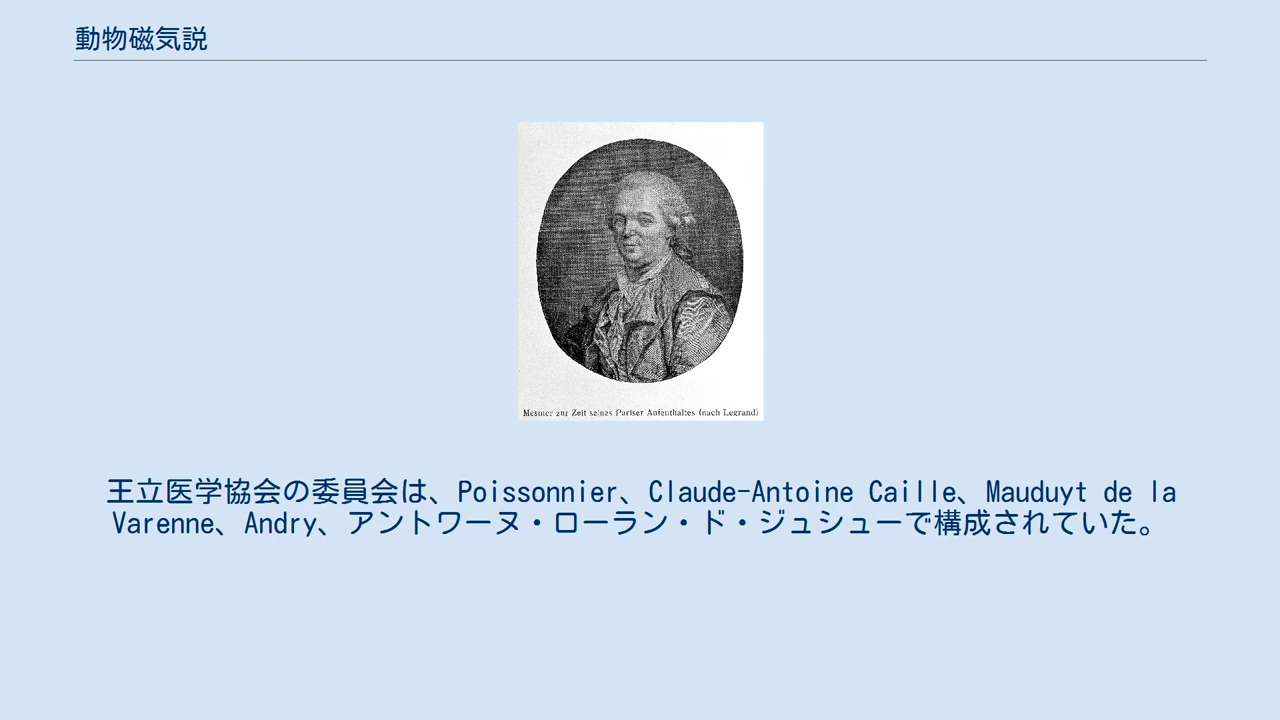 動物磁気説
Mesmer zur Zeit seines Pariser Aufenthaltes (nach Legrand)
王立医学協会の委員会は、Poissonnier、Claude-Antoine Caille、Mauduyt de la
Varenne、Andry、アントワーヌ・ローラン・ド・ジュシューで構成されていた。